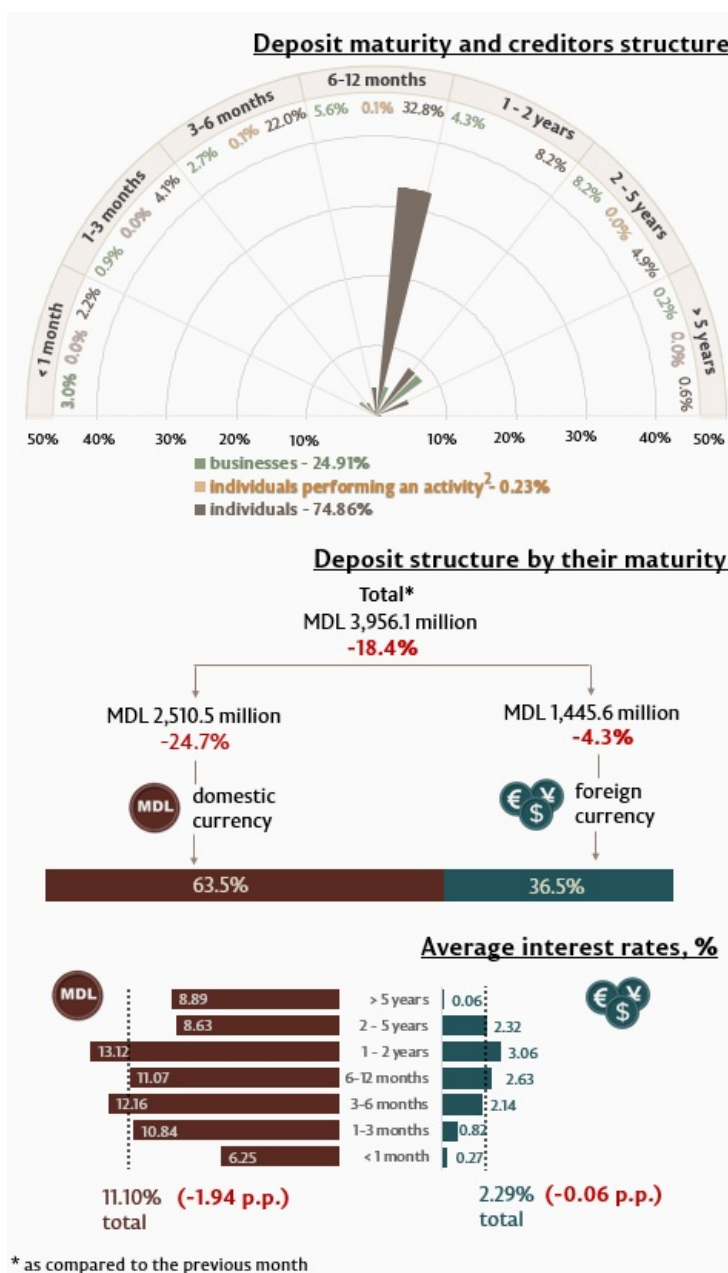 Deposit maturity and creditors structure
< 1 month
1-3 months
3-6 months
6-12 months
1 - 2 years
2 - 5 years
> 5 years
3.0% 0.0% 2.2%
0.9% 0.0% 4.1%
2.7% 0.1% 22.0%
5.6% 0.1% 32.8%
4.3% 8.2%
8.2% 0.0% 4.9%
0.2% 0.0% 0.6%
50% 40% 30% 20% 10% 10% 20% 30% 40% 50%
businesses - 24.91%
individuals performing an activity²- 0.23%
individuals - 74.86%
Deposit structure by their maturity
Total*
MDL 3,956.1 million
-18.4%
MDL 2,510.5 million
-24.7%
MDL 1,445.6 million
-4.3%
MDL
domestic
currency
€ ¥ $
foreign
currency
63.5% 36.5%
Average interest rates, %
MDL
€ ¥ $
8.89 > 5 years 0.06
8.63 2 - 5 years 2.32
13.12 1 - 2 years 3.06
11.07 6-12 months 2.63
12.16 3-6 months 2.14
10.84 1-3 months 0.82
6.25 < 1 month 0.27
11.10% (-1.94 p.p.)
total
2.29% (-0.06 p.p.)
total
* as compared to the previous month